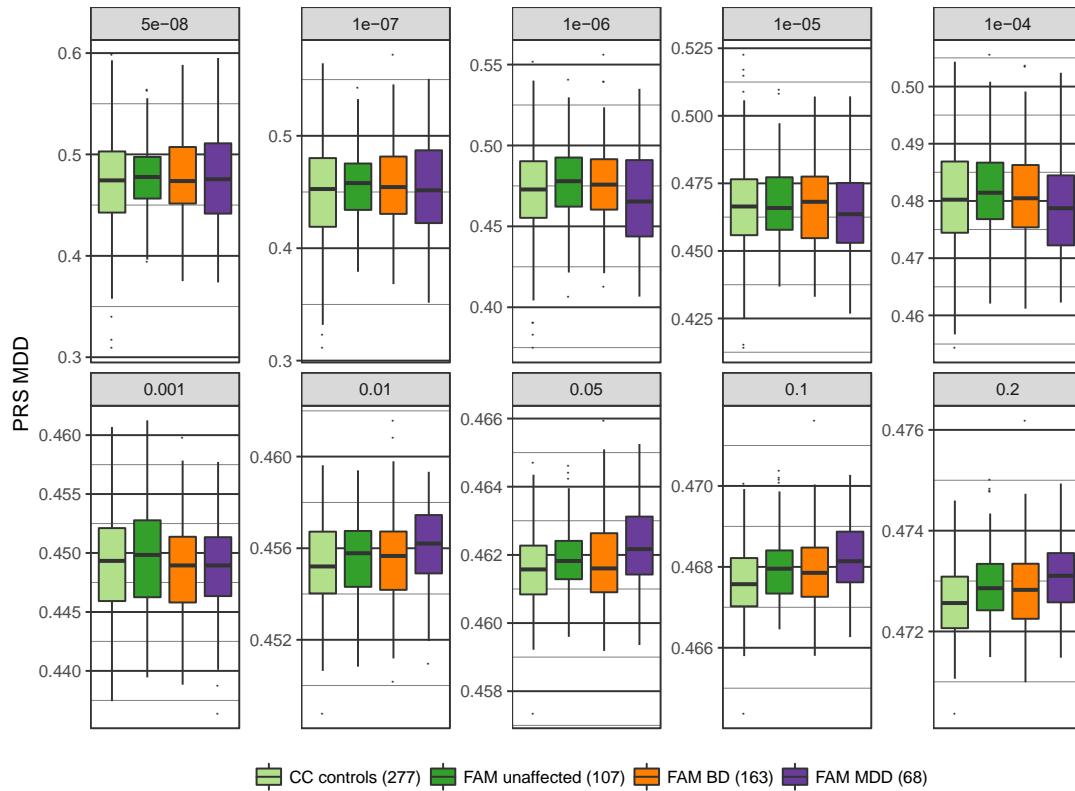 5e-08 1e-07 1e-06 1e-05 1e-04
0.6 0.5 0.4 0.3
0.5 0.4 0.3
0.55 0.50 0.45 0.40
0.525 0.500 0.475 0.450 0.425
0.50 0.49 0.48 0.47 0.46
PRS MDD
0.001 0.01 0.05 0.1 0.2
0.460 0.455 0.450 0.445 0.440
0.460 0.456 0.452
0.466 0.464 0.462 0.460 0.458
0.470 0.468 0.466
0.476 0.474 0.472
CC controls (277) FAM unaffected (107) FAM BD (163) FAM MDD (68)